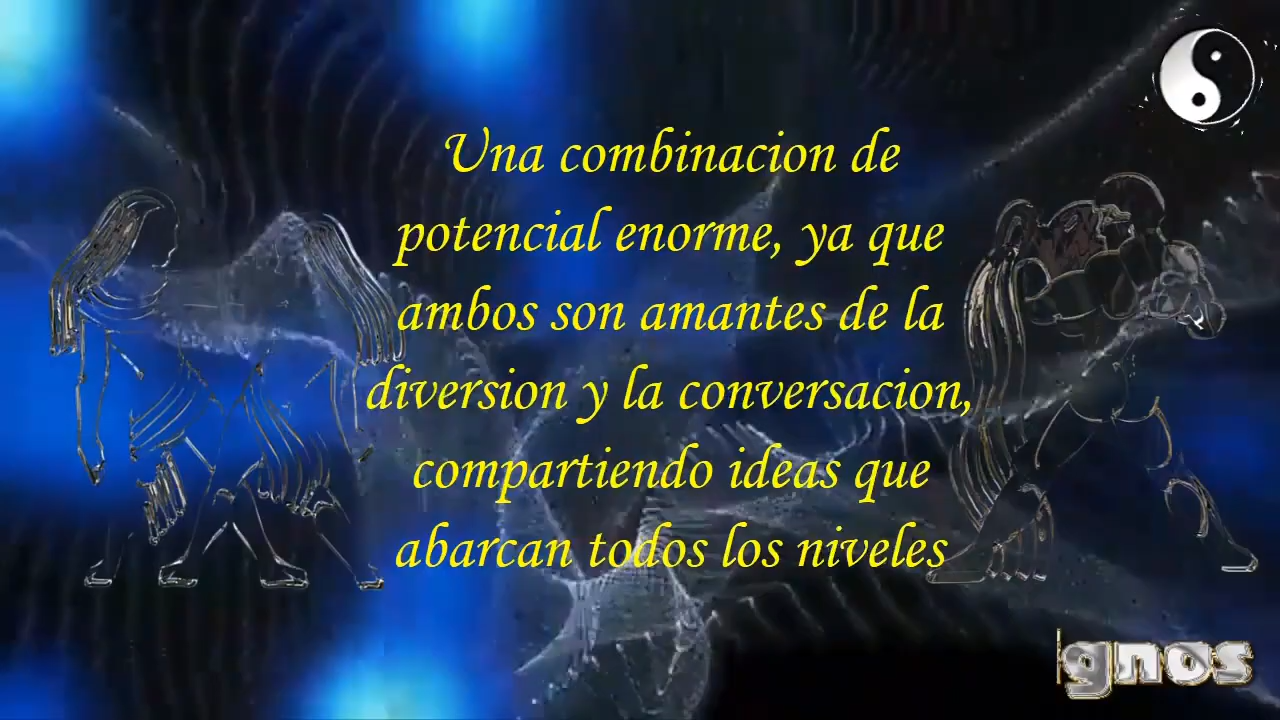 Una combinacion de
potencial enorme, ya que
ambos son amantes de la
diversion y la conversacion,
compartiendo ideas que
abarcan todos los niveles
Ignos